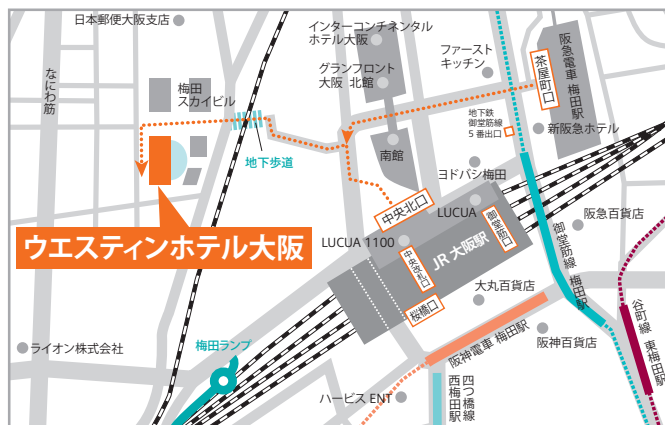 日本郵便大阪支店
インターコンチネンタル
ホテル大阪
グランフロント
大阪 北館
ファースト
キッチン
阪急電車 梅田駅
茶屋町口
なにわ筋
梅田
スカイビル
地下鉄
御堂筋線
5 番出口
新阪急ホテル
地下歩道
南館
ヨドバシ梅田
中央北口
LUCUA
御堂筋口
阪急百貨店
ウエスティンホテル大阪
LUCUA 1100
中央改札口
JR 大阪駅
御堂筋線 梅田駅
大丸百貨店
桜橋口
谷町線 東梅田駅
ライオン株式会社
梅田ランプ
阪神電車 梅田駅
阪神百貨店
ハービス ENT
四つ橋線
西梅田駅